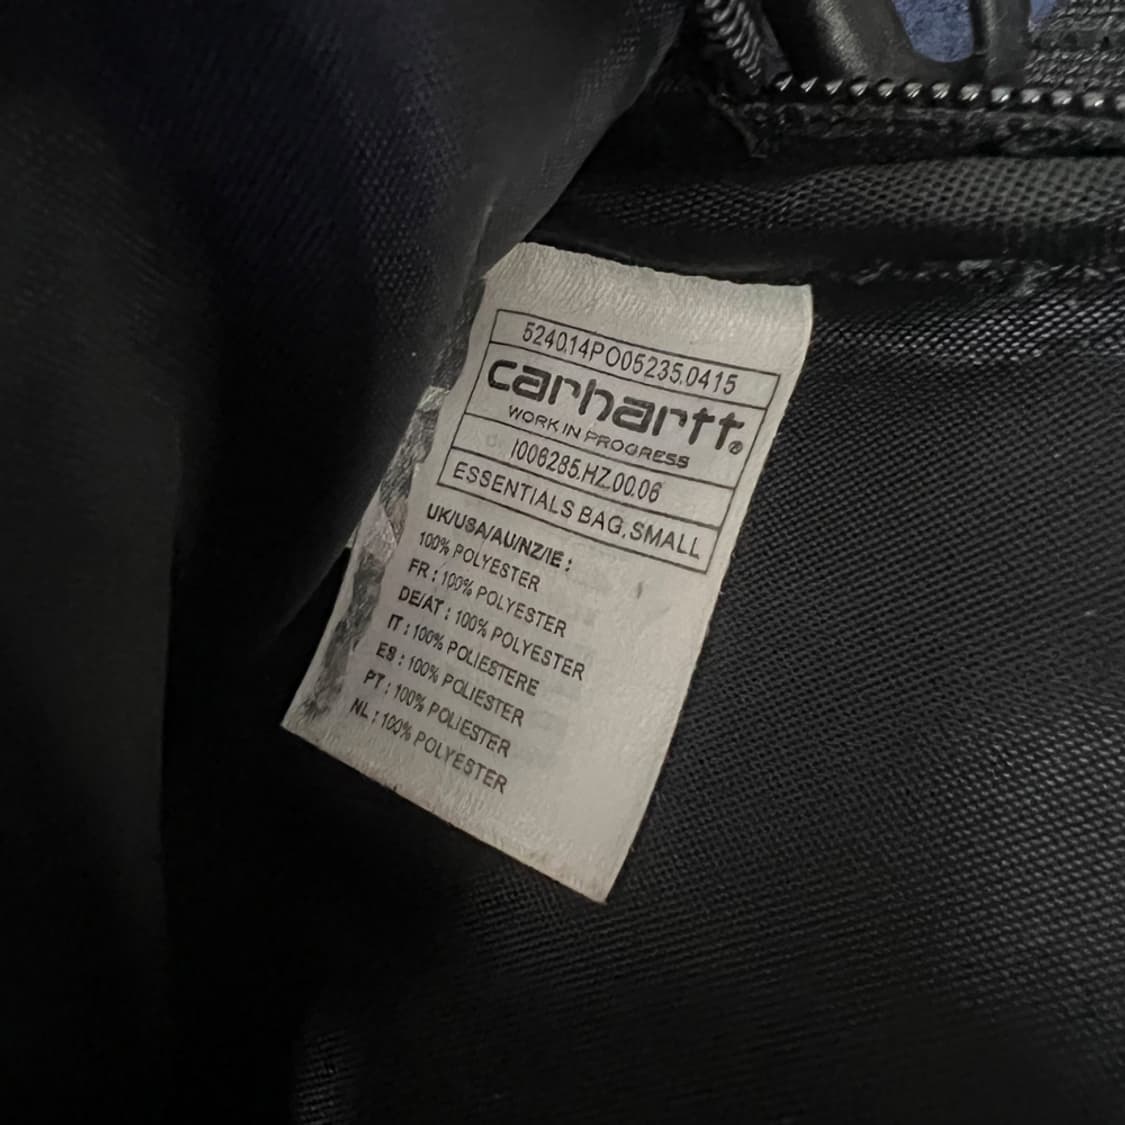 524014PO05235.0415
carhartt®
WORK IN PROGRESS
I006285.HZ.00.06
ESSENTIALS BAG, SMALL
UK/USA/AU/NZ/IE :
100% POLYESTER
FR : 100% POLYESTER
DE/AT : 100% POLYESTER
IT : 100% POLIESTERE
ES : 100% POLIESTER
PT : 100% POLIESTER
NL : 100% POLYESTER